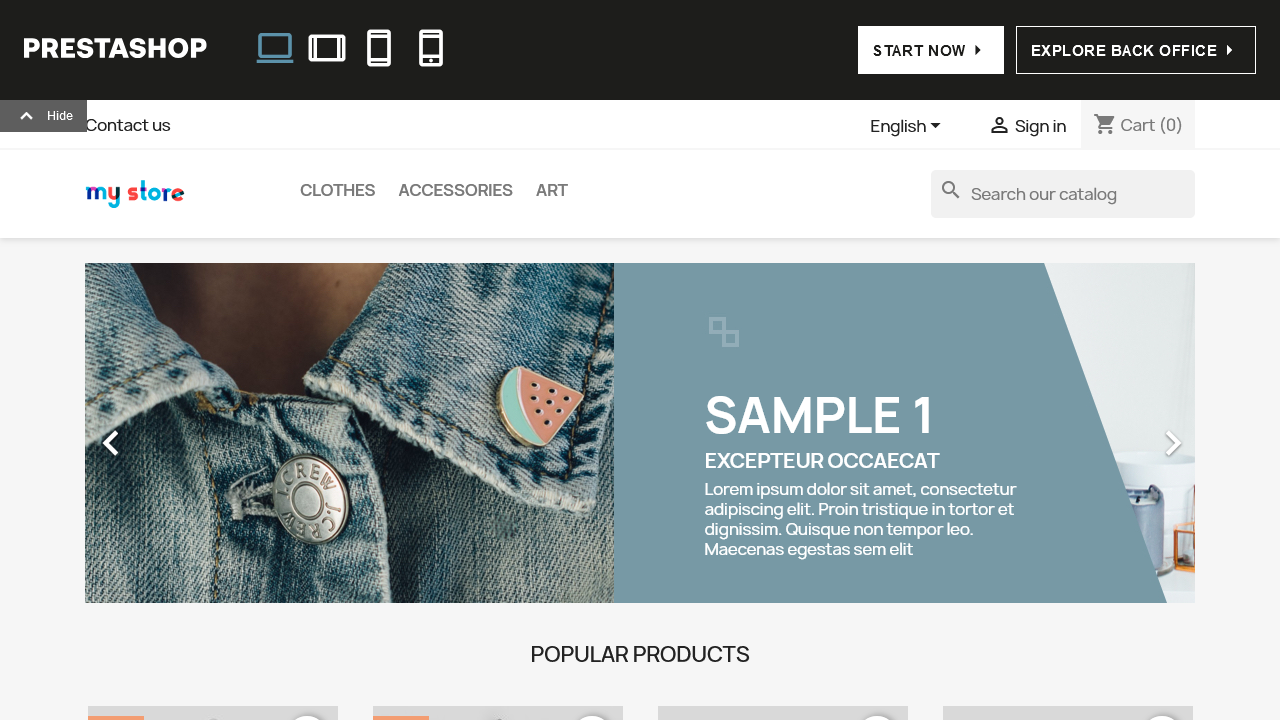 PRESTASHOP
START NOW
EXPLORE BACK OFFICE
Hide
Contact us
English
Sign in
Cart (0)
my store
CLOTHES ACCESSORIES ART
Search our catalog
J.CREW J.CREW
SAMPLE 1
EXCEPTEUR OCCAECAT
Lorem ipsum dolor sit amet, consectetur
adipiscing elit. Proin tristique in tortor et
dignissim. Quisque non tempor leo.
Maecenas egestas sem elit
POPULAR PRODUCTS